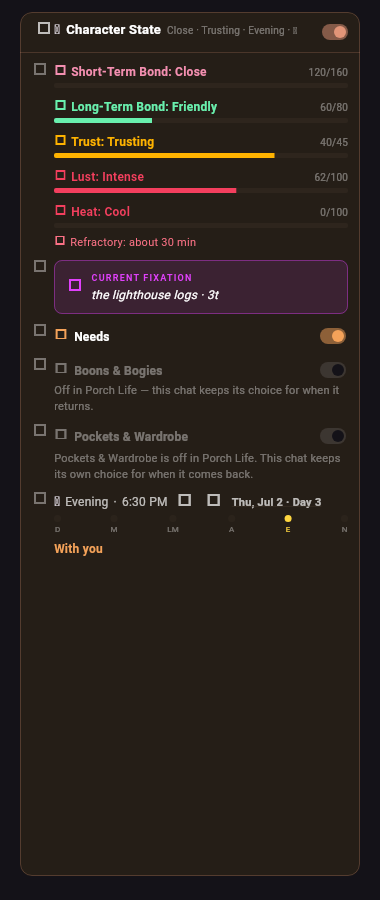 Character State Close · Trusting · Evening ·
Short-Term Bond: Close 120/160
Long-Term Bond: Friendly 60/80
Trust: Trusting 40/45
Lust: Intense 62/100
Heat: Cool 0/100
Refractory: about 30 min
CURRENT FIXATION
the lighthouse logs · 3t
Needs
Boons & Bogies
Off in Porch Life — this chat keeps its choice for when it
returns.
Pockets & Wardrobe
Pockets & Wardrobe is off in Porch Life. This chat keeps
its own choice for when it comes back.
Evening · 6:30 PM Thu, Jul 2 · Day 3
D M LM A E N
With you